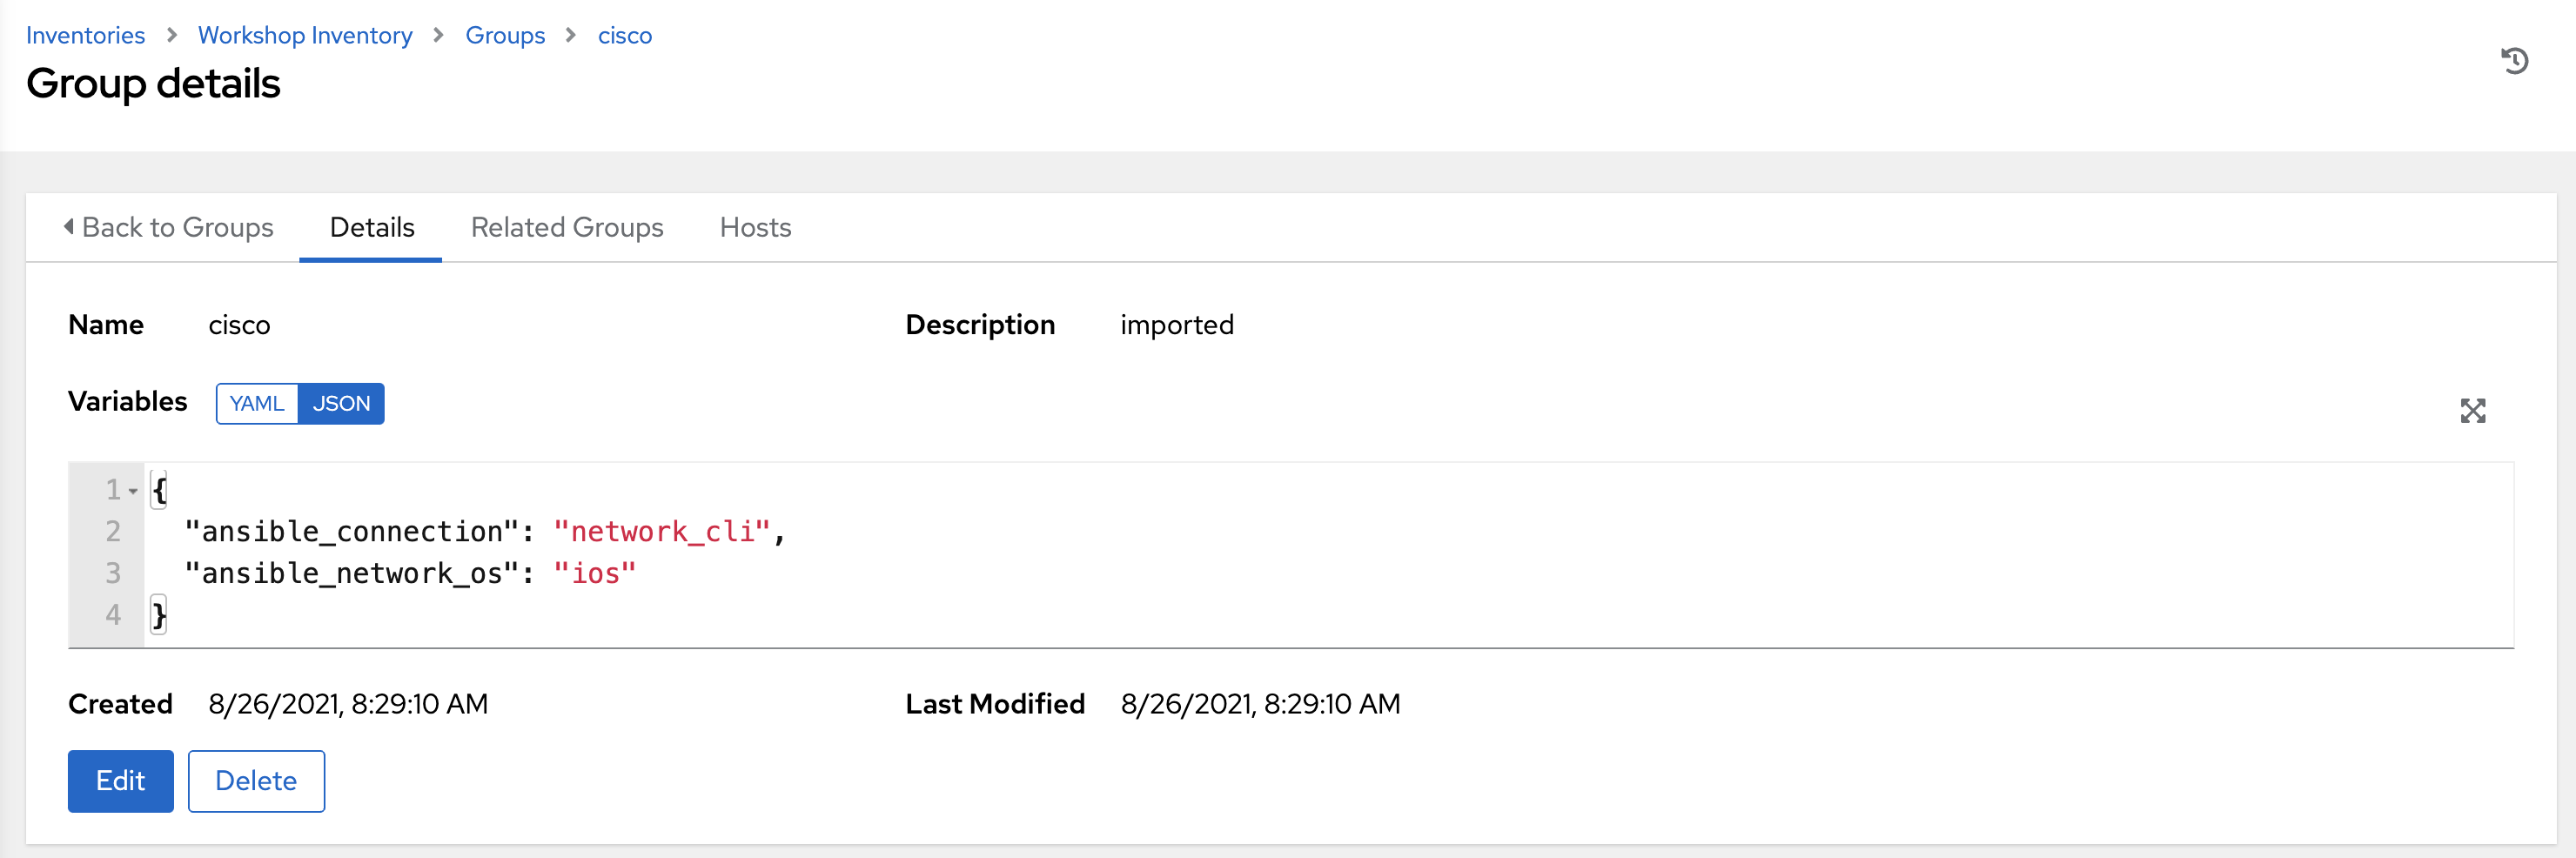 Inventories > Workshop Inventory > Groups > cisco
Group details
Back to Groups Details Related Groups Hosts
Name cisco Description imported
Variables YAML JSON
1 {
2 "ansible_connection": "network_cli",
3 "ansible_network_os": "ios"
4 }
Created 8/26/2021, 8:29:10 AM Last Modified 8/26/2021, 8:29:10 AM
Edit Delete